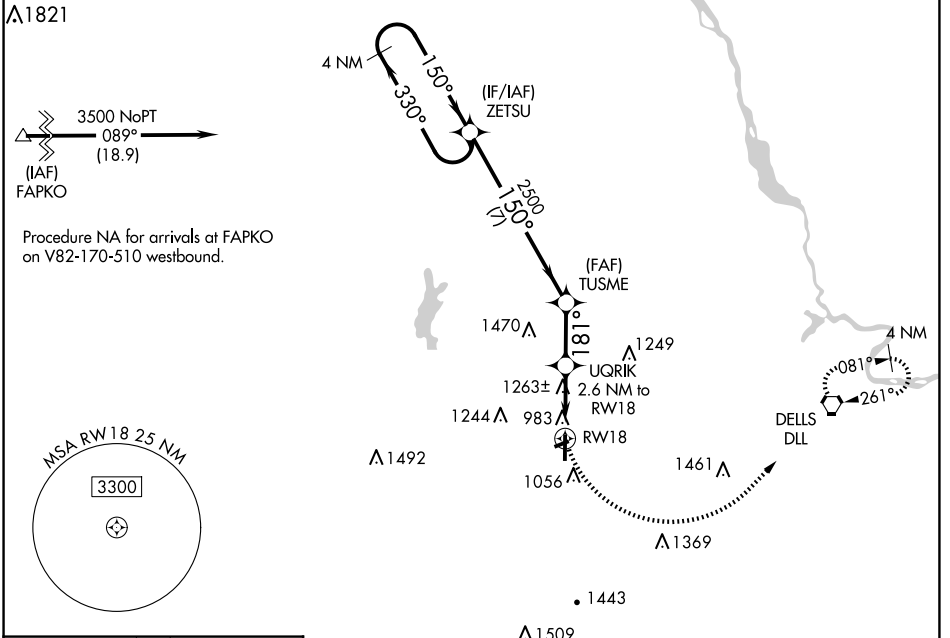 1821
3500 NoPT
089°
(18.9)
(IAF)
FAPKO
Procedure NA for arrivals at FAPKO
on V82-170-510 westbound.
4 NM
150°
330°
(IF/IAF)
ZETSU
2500
150°
(7)
(FAF)
TUSME
1470
181°
1249
UQRIK
2.6 NM to
RW18
1263±
1244
983
RW18
1492
1056
1461
4 NM
081°
261°
DELLS
DLL
MSA RW18 25 NM
3300
1369
1443
1509